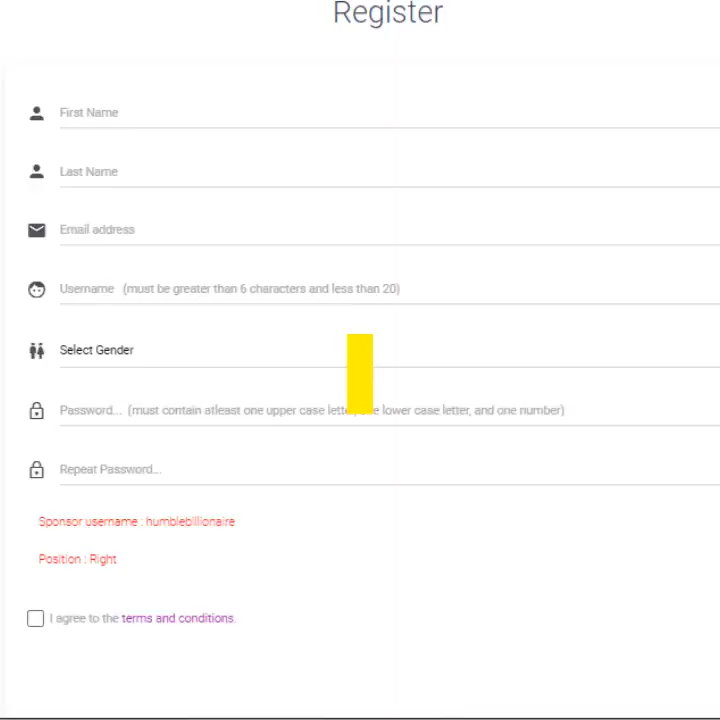 Register
First Name
Last Name
Email address
Username (must be greater than 6 characters and less than 20)
Select Gender
Password... (must contain atleast one upper case lette lower case letter, and one number)
Repeat Password...
Sponsor username : humblebillionaire
Position : Right
I agree to the terms and conditions.